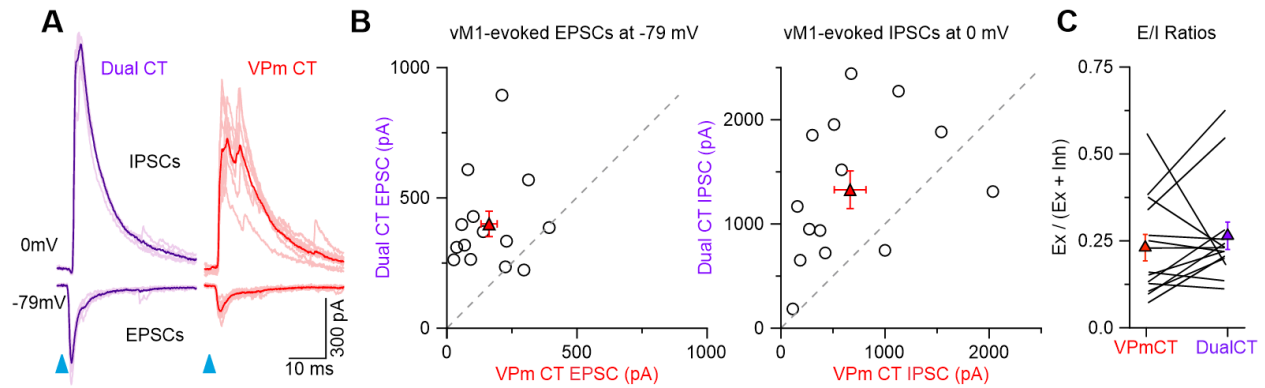 A
Dual CT
VPm CT
IPSCs
0mV
-79mV
EPSCs
300 pA
10 ms
B
vM1-evoked EPSCs at -79 mV
Dual CT EPSC (pA)
1000
500
0
0
500
1000
VPm CT EPSC (pA)
vM1-evoked IPSCs at 0 mV
Dual CT IPSC (pA)
2000
1000
0
0
1000
2000
VPm CT IPSC (pA)
C
E/I Ratios
Ex / (Ex + Inh)
0.75
0.50
0.25
0.0
VPmCT
DualCT